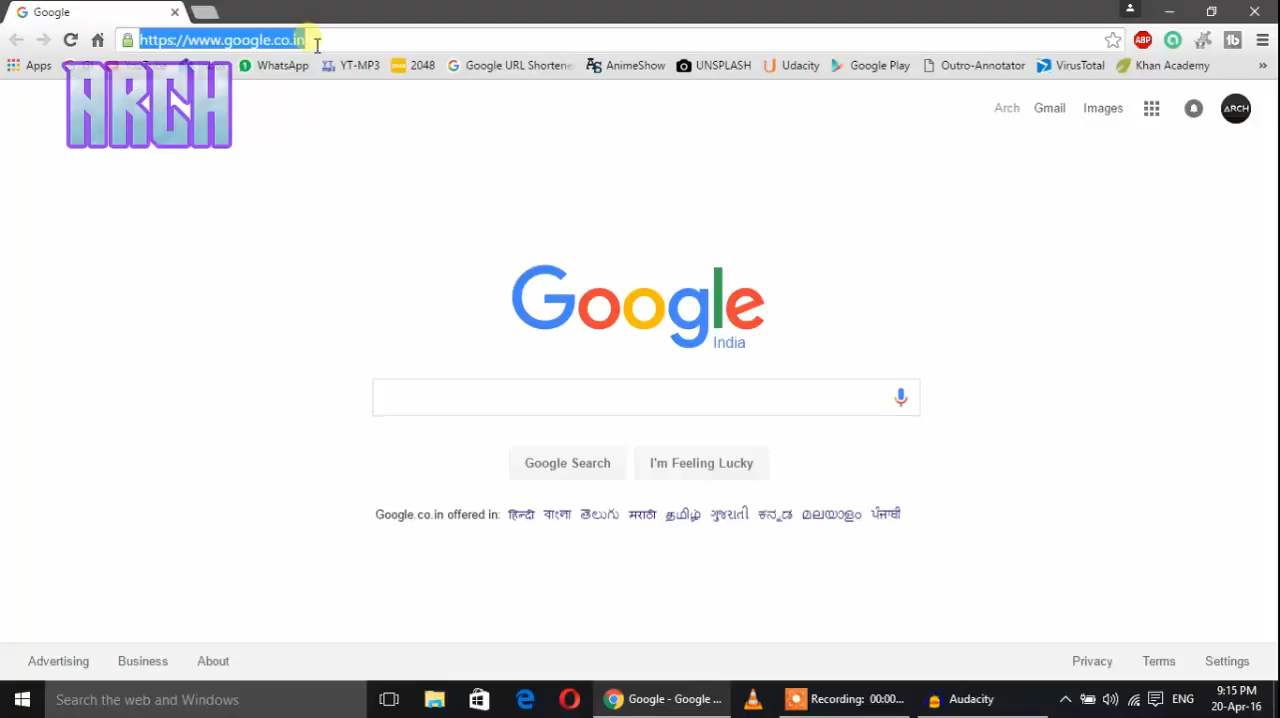 Google
https://www.google.co.in
Apps WhatsApp YT-MP3 2048 Google URL Shortene AnimeShow UNSPLASH Udacity Google Play Outro-Annotator VirusTotal Khan Academy »
ARCH
Arch Gmail Images ARCH
Google
India
Google Search I'm Feeling Lucky
Google.co.in offered in: हिन्दी বাংলা తెలుగు मराठी தமிழ் ગુજરાતી ಕನ್ನಡ മലയാളം ਪੰਜਾਬੀ
Advertising Business About Privacy Terms Settings
Search the web and Windows Google - Google ... Recording: 00:00... Audacity ENG 9:15 PM
20-Apr-16